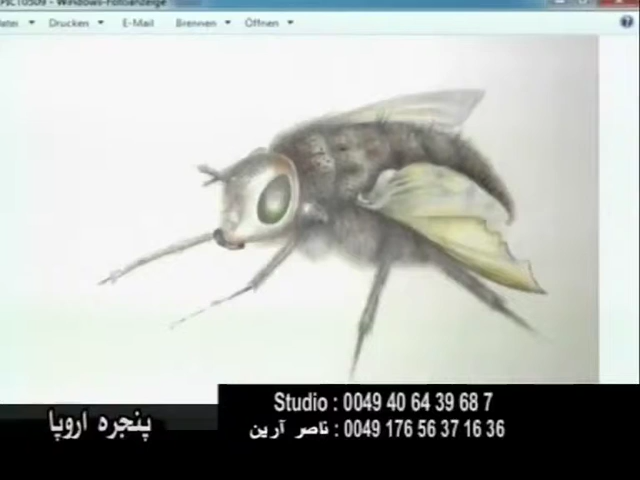 PICT0509 - Windows-Fotoanzeige
Datei Drucken E-Mail Brennen Öffnen
Studio : 0049 40 64 39 68 7
ناصر آرین : 0049 176 56 37 16 36
پنجره اروپا